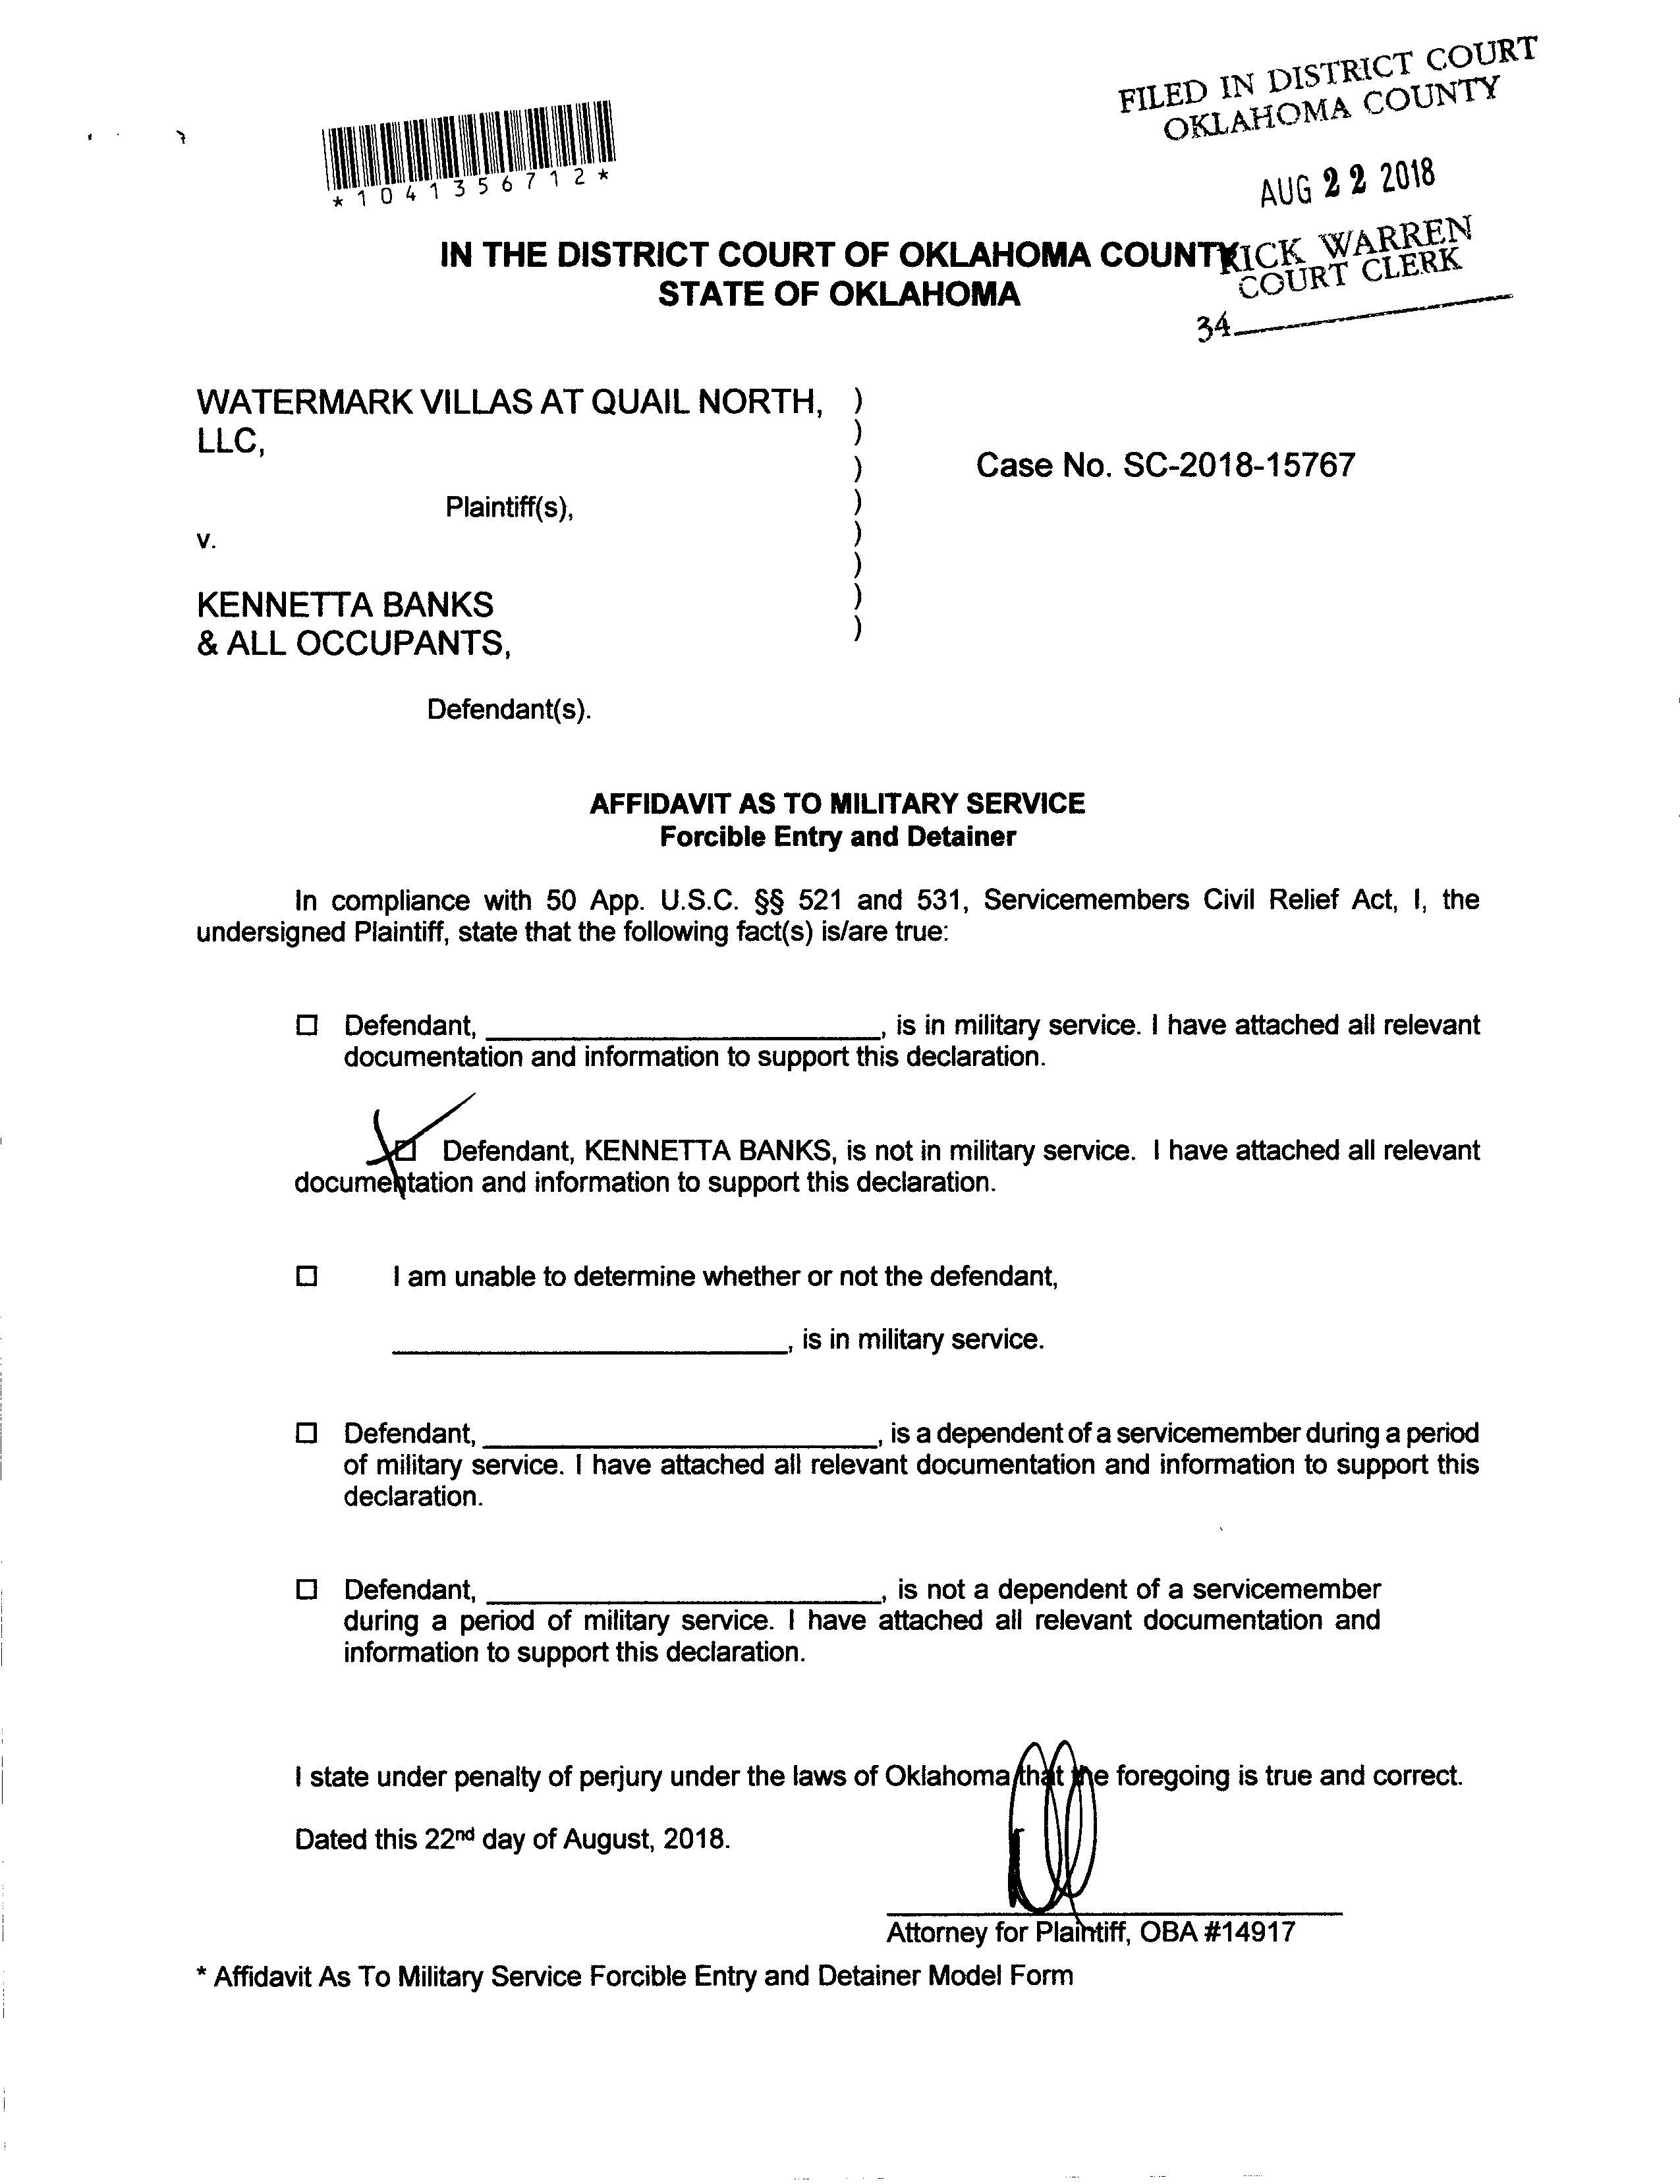 FILED IN DISTRICT COURT
OKLAHOMA COUNTY
*1041356712*
AUG 22 2018
RICK WARREN
COURT CLERK
34
IN THE DISTRICT COURT OF OKLAHOMA COUNTY
STATE OF OKLAHOMA
WATERMARK VILLAS AT QUAIL NORTH, )
LLC, )
) Case No. SC-2018-15767
Plaintiff(s), )
v. )
)
KENNETTA BANKS )
& ALL OCCUPANTS, )
Defendant(s).
AFFIDAVIT AS TO MILITARY SERVICE
Forcible Entry and Detainer
In compliance with 50 App. U.S.C. §§ 521 and 531, Servicemembers Civil Relief Act, I, the
undersigned Plaintiff, state that the following fact(s) is/are true:
☐ Defendant, ______________________, is in military service. I have attached all relevant
documentation and information to support this declaration.
☒ Defendant, KENNETTA BANKS, is not in military service. I have attached all relevant
documentation and information to support this declaration.
☐ I am unable to determine whether or not the defendant,
______________________, is in military service.
☐ Defendant, ______________________, is a dependent of a servicemember during a period
of military service. I have attached all relevant documentation and information to support this
declaration.
☐ Defendant, ______________________, is not a dependent of a servicemember
during a period of military service. I have attached all relevant documentation and
information to support this declaration.
I state under penalty of perjury under the laws of Oklahoma that the foregoing is true and correct.
Dated this 22nd day of August, 2018.
Attorney for Plaintiff, OBA #14917
* Affidavit As To Military Service Forcible Entry and Detainer Model Form